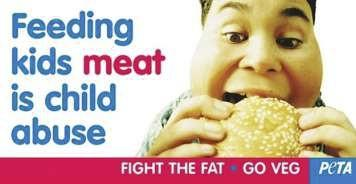 Feeding
kids meat
is child
abuse
FIGHT THE FAT • GO VEG PeTA